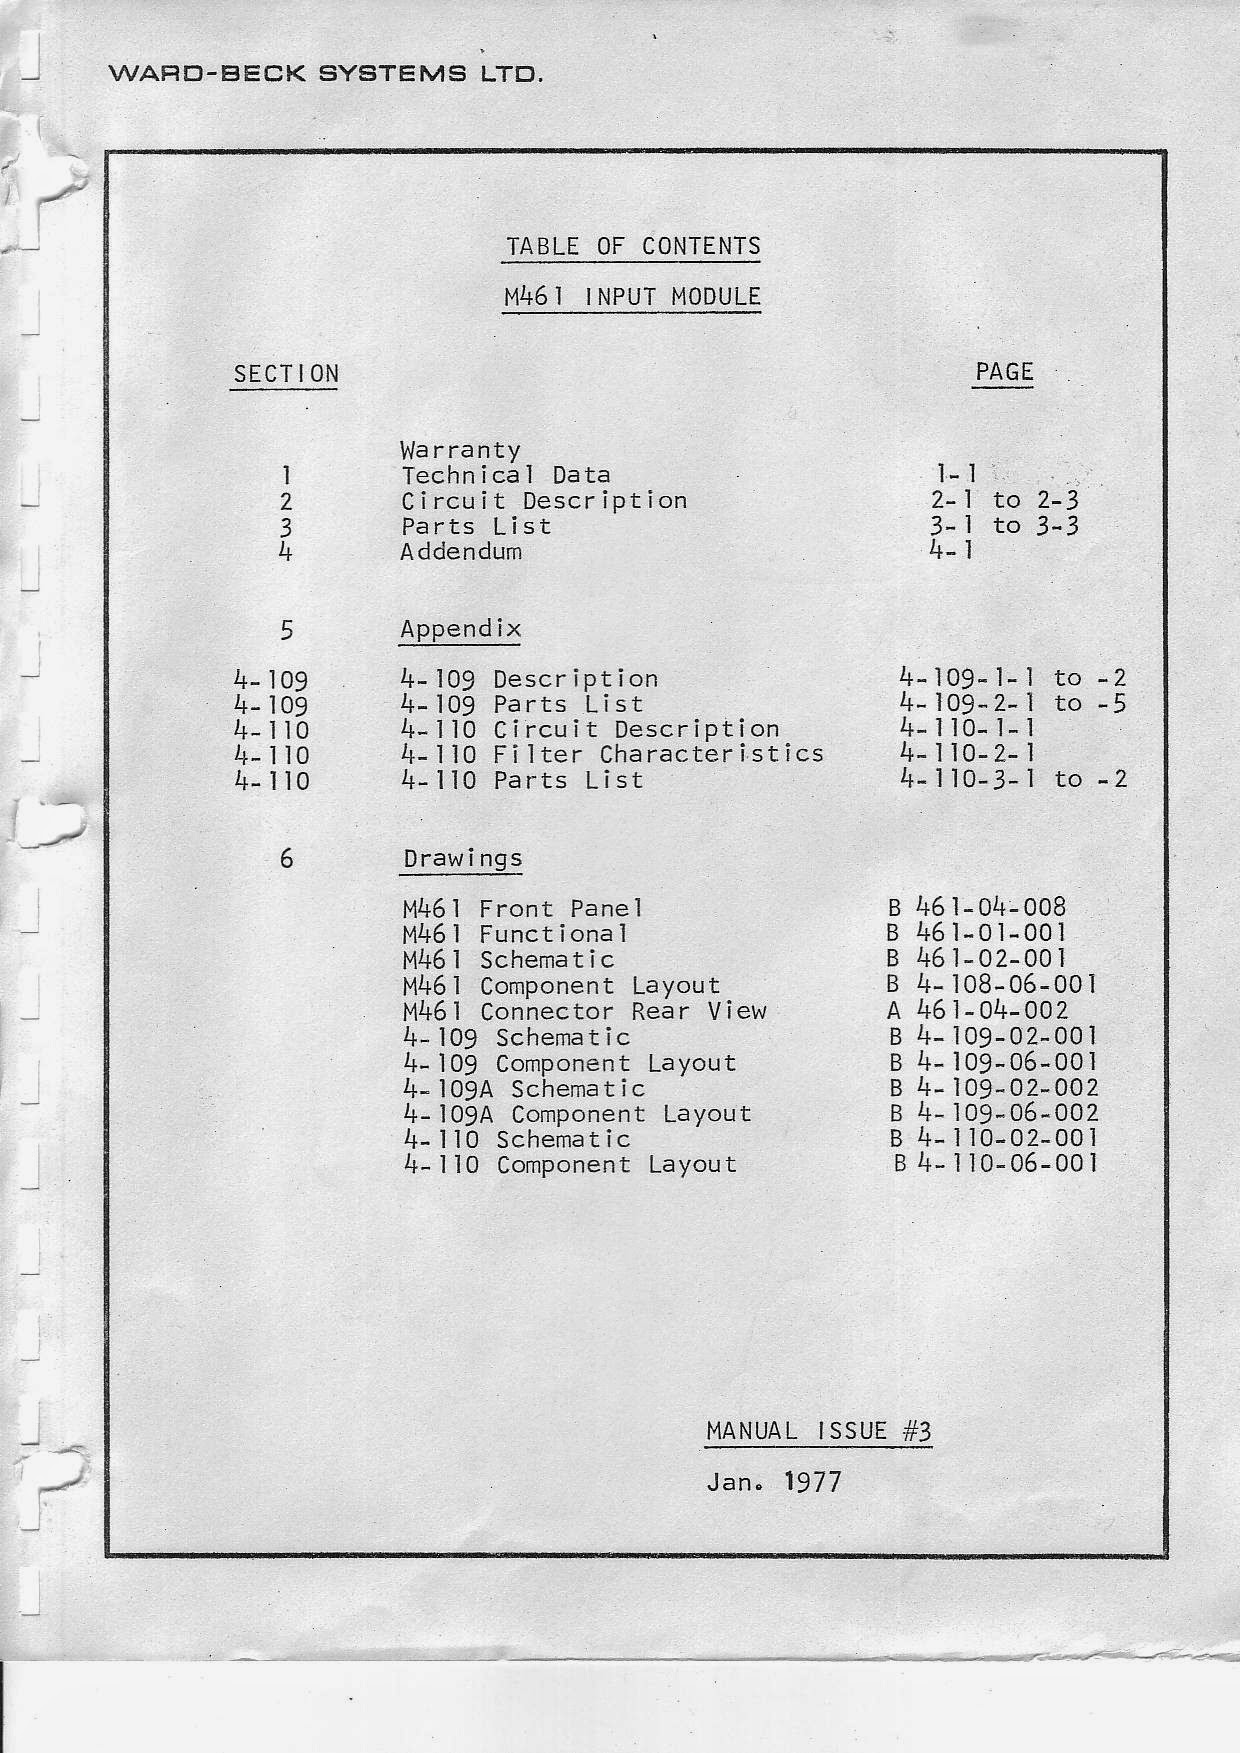 WARD-BECK SYSTEMS LTD.
TABLE OF CONTENTS
M461 INPUT MODULE
SECTION PAGE
Warranty
1 Technical Data 1-1
2 Circuit Description 2-1 to 2-3
3 Parts List 3-1 to 3-3
4 Addendum 4-1
5 Appendix
4-109 4-109 Description 4-109-1-1 to -2
4-109 4-109 Parts List 4-109-2-1 to -5
4-110 4-110 Circuit Description 4-110-1-1
4-110 4-110 Filter Characteristics 4-110-2-1
4-110 4-110 Parts List 4-110-3-1 to -2
6 Drawings
M461 Front Panel B 461-04-008
M461 Functional B 461-01-001
M461 Schematic B 461-02-001
M461 Component Layout B 4-108-06-001
M461 Connector Rear View A 461-04-002
4-109 Schematic B 4-109-02-001
4-109 Component Layout B 4-109-06-001
4-109A Schematic B 4-109-02-002
4-109A Component Layout B 4-109-06-002
4-110 Schematic B 4-110-02-001
4-110 Component Layout B 4-110-06-001
MANUAL ISSUE #3
Jan. 1977